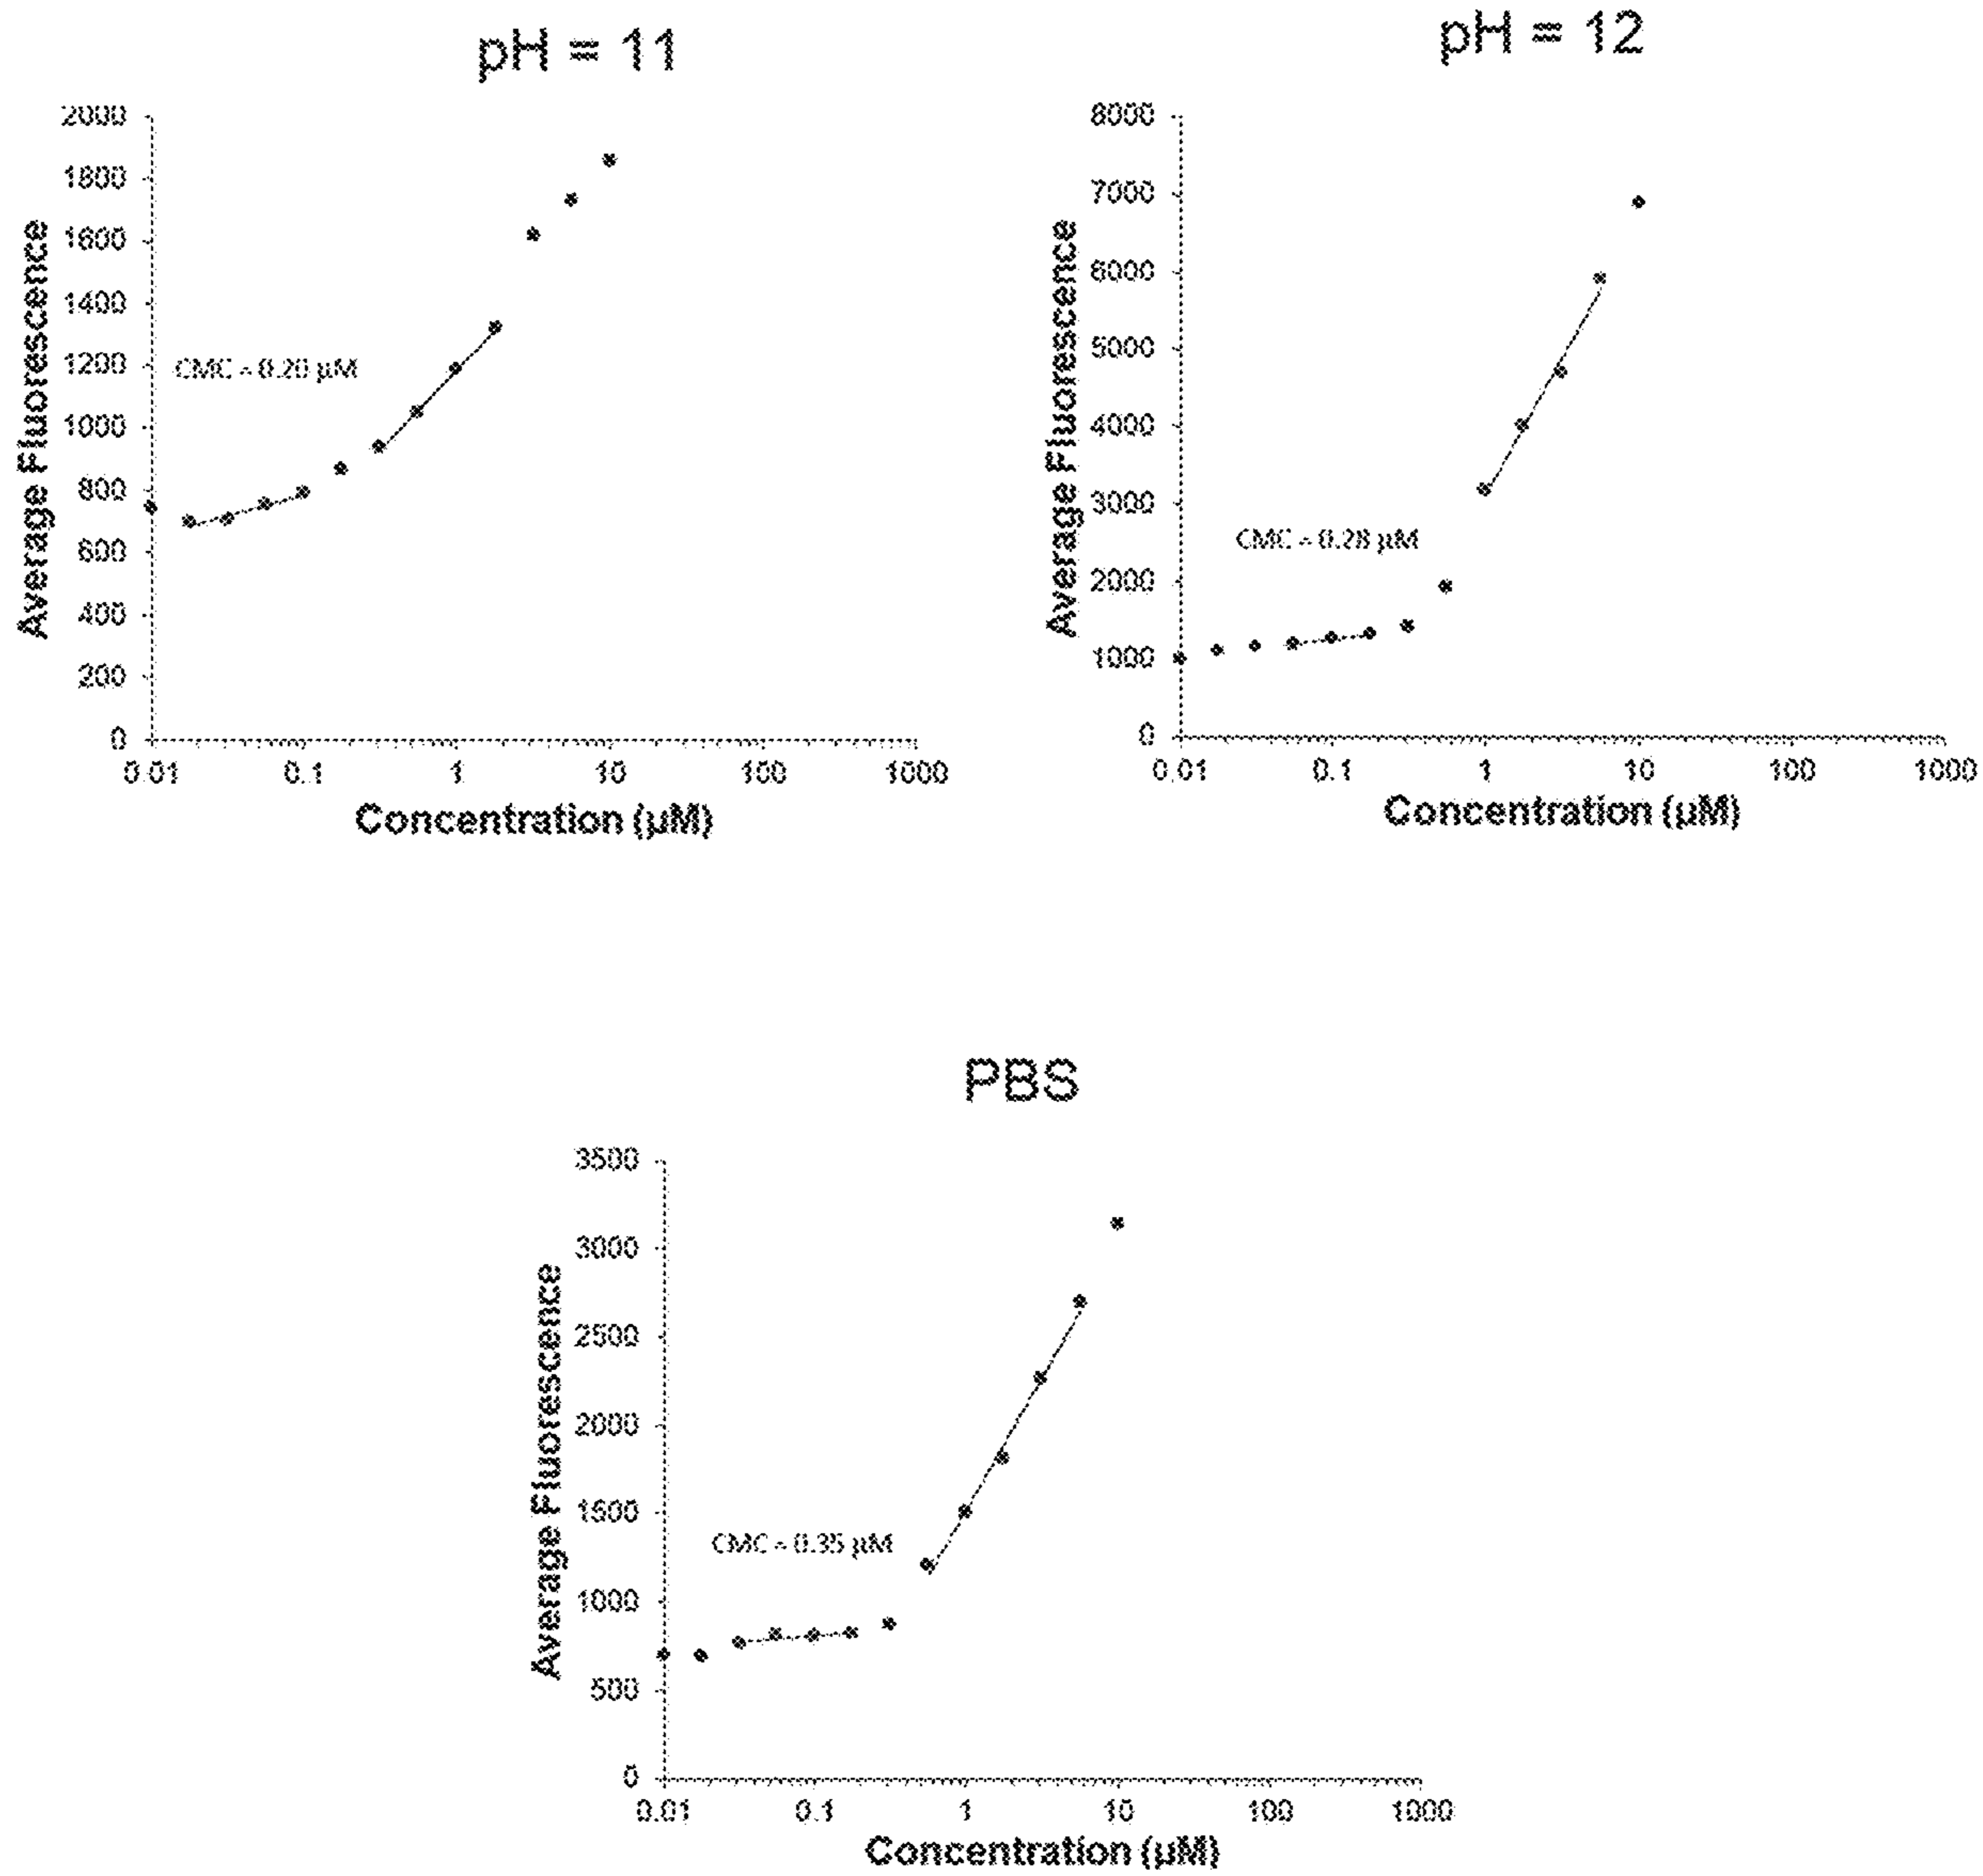 pH = 11
2000
1800
1600
1400
1200
1000
800
600
400
200
0
Average Fluorescence
CMC = 0.20 µM
0.01 0.1 1 10 100 1000
Concentration (µM)
pH = 12
8000
7000
6000
5000
4000
3000
2000
1000
0
Average Fluorescence
CMC = 0.28 µM
0.01 0.1 1 10 100 1000
Concentration (µM)
PBS
3500
3000
2500
2000
1500
1000
500
0
Average Fluorescence
CMC = 0.35 µM
0.01 0.1 1 10 100 1000
Concentration (µM)